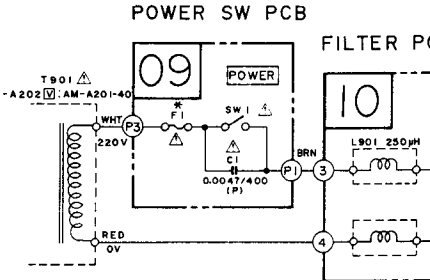 POWER SW PCB
FILTER PC
T901
-A202 V : AM-A201-40
09
POWER
10
*
F1
SW1
WHT
P3
220V
C1
0.0047/400
(P)
P1
BRN
3
L901 250μH
RED
0V
4